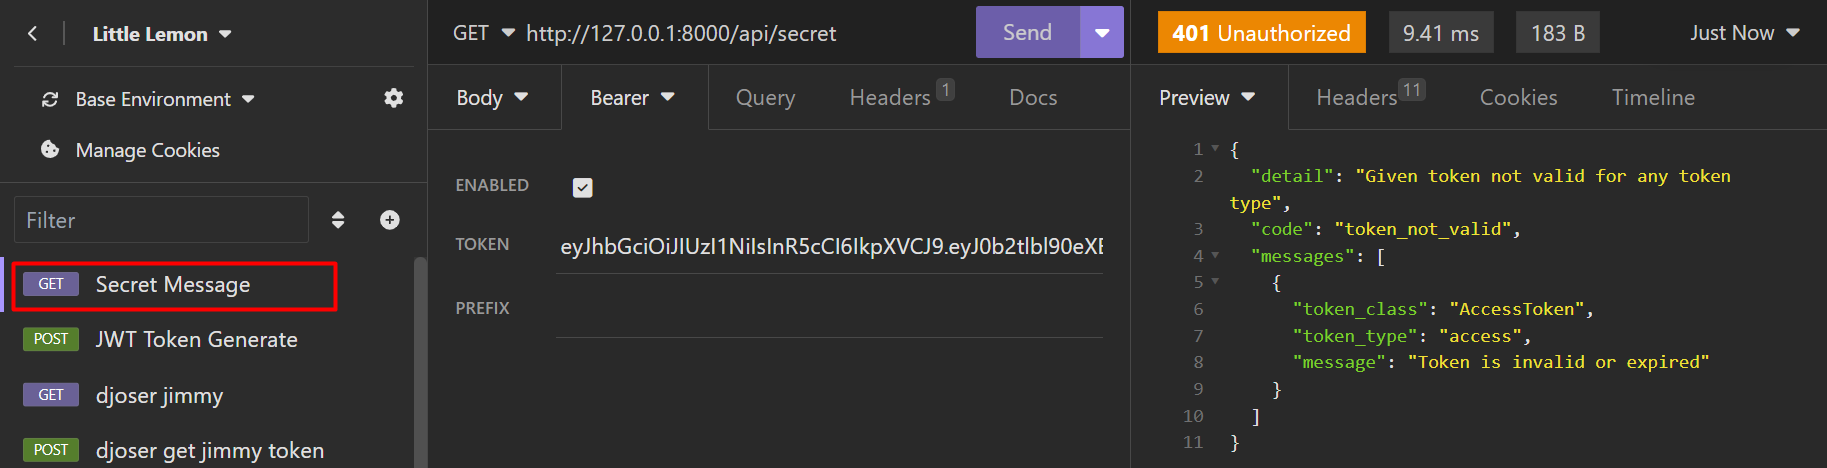 Little Lemon
Base Environment
Manage Cookies
Filter
GET Secret Message
POST JWT Token Generate
GET djoser jimmy
POST djoser get jimmy token
GET http://127.0.0.1:8000/api/secret Send
Body Bearer Query Headers 1 Docs
ENABLED
TOKEN eyJhbGciOiJIUzI1NiIsInR5cCI6IkpXVCJ9.eyJ0b2tlbl90eXB
PREFIX
401 Unauthorized 9.41 ms 183 B Just Now
Preview Headers 11 Cookies Timeline
1 {
2 "detail": "Given token not valid for any token
type",
3 "code": "token_not_valid",
4 "messages": [
5 {
6 "token_class": "AccessToken",
7 "token_type": "access",
8 "message": "Token is invalid or expired"
9 }
10 ]
11 }